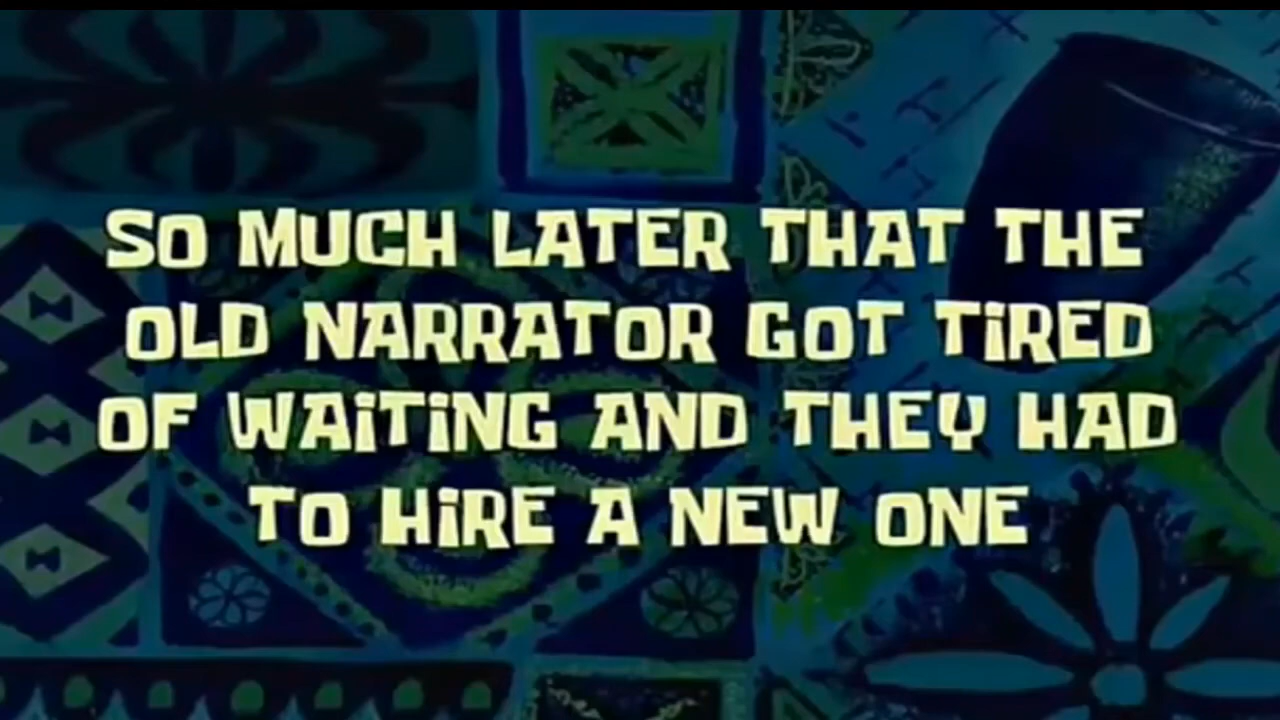 SO MUCH LATER THAT THE
OLD NARRATOR GOT TiRED
OF WAiTiNG AND THEY HAD
TO HiRE A NEW ONE